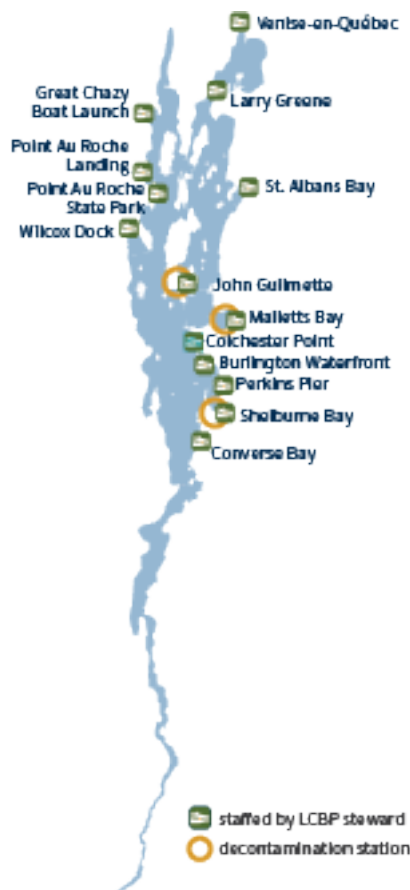 Venise-en-Québec
Great Chazy
Boat Launch
Larry Greene
Point Au Roche
Landing
Point Au Roche
State Park
St. Albans Bay
Wilcox Dock
John Guilmette
Malletts Bay
Colchester Point
Burlington Waterfront
Perkins Pier
Shelburne Bay
Converse Bay
staffed by LCBP steward
decontamination station